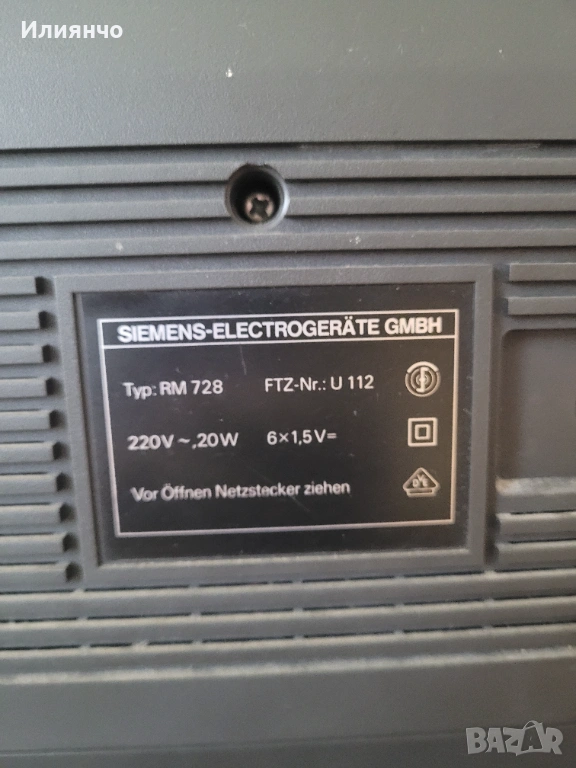 Илиянчо
SIEMENS-ELECTROGERÄTE GMBH
Typ: RM 728 FTZ-Nr.: U 112
220V ~, 20W 6×1,5V=
Vor Öffnen Netzstecker ziehen
BAZAR